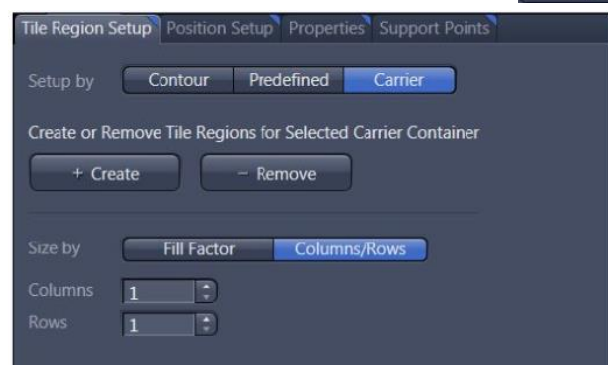 Tile Region Setup Position Setup Properties Support Points
Setup by Contour Predefined Carrier
Create or Remove Tile Regions for Selected Carrier Container
+ Create − Remove
Size by Fill Factor Columns/Rows
Columns 1
Rows 1